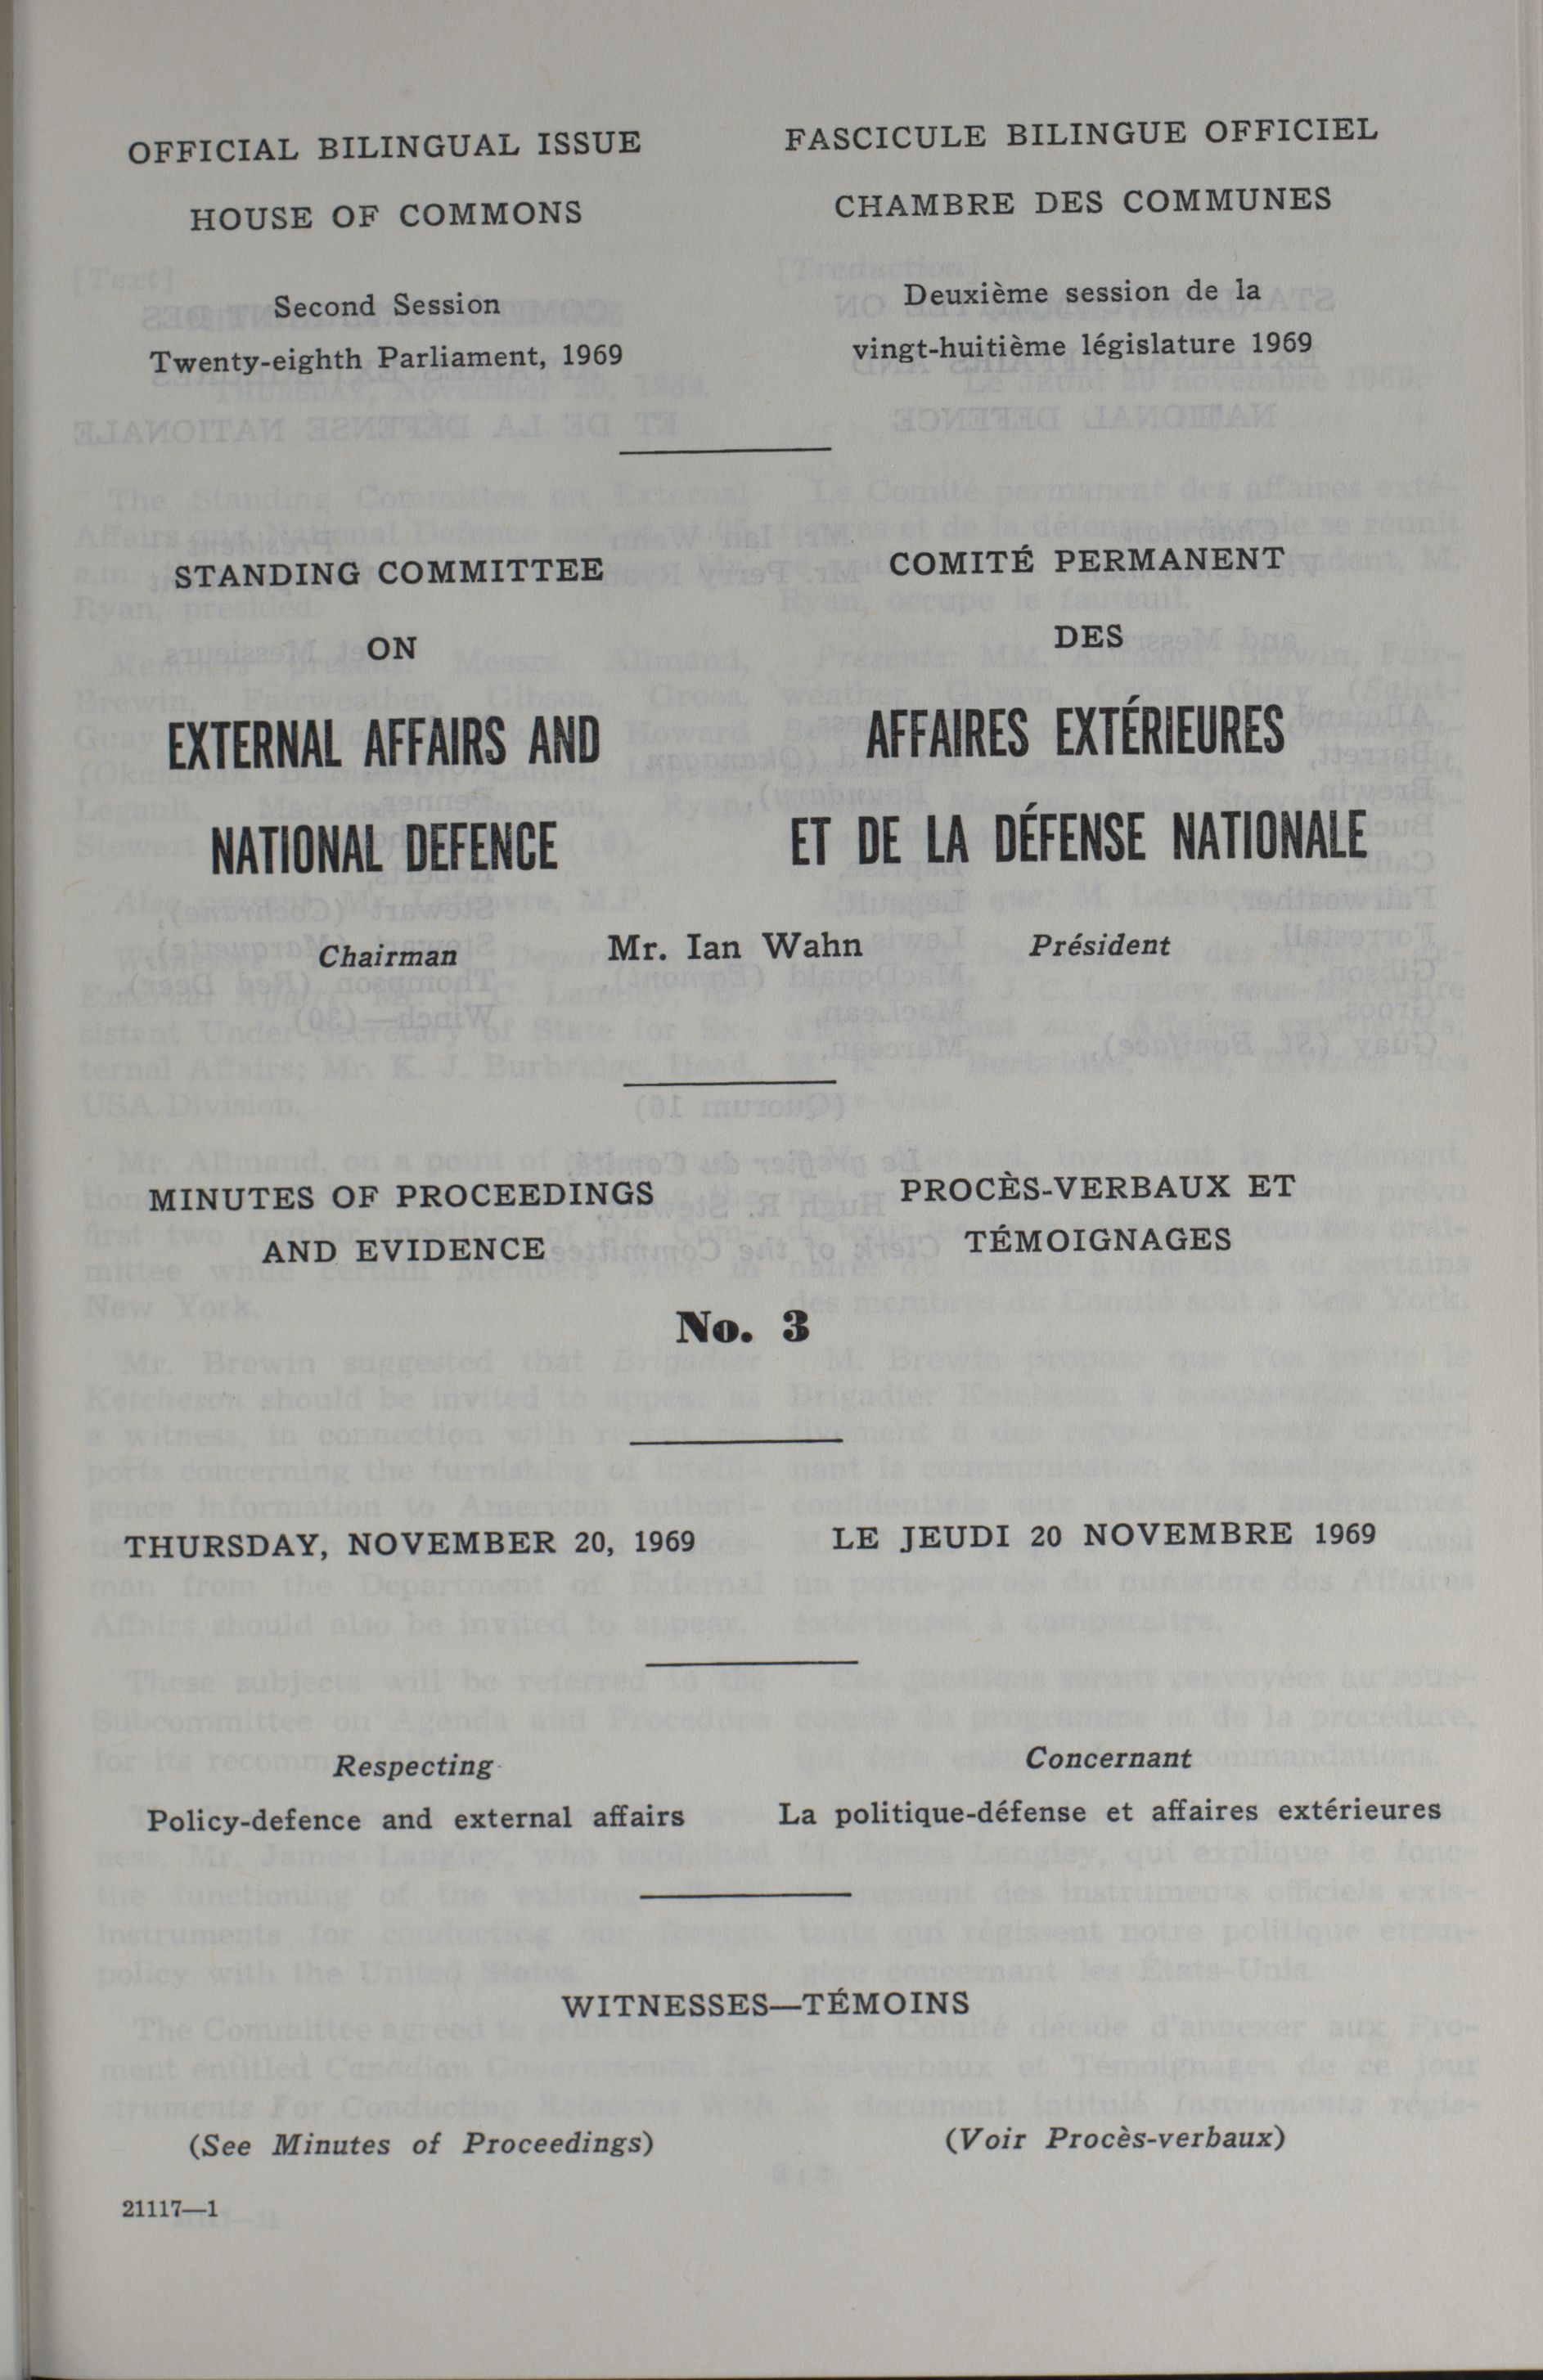 OFFICIAL BILINGUAL ISSUE
HOUSE OF COMMONS
Second Session
Twenty-eighth Parliament, 1969
FASCICULE BILINGUE OFFICIEL
CHAMBRE DES COMMUNES
Deuxième session de la
vingt-huitième législature 1969
STANDING COMMITTEE
ON
EXTERNAL AFFAIRS AND
NATIONAL DEFENCE
COMITÉ PERMANENT
DES
AFFAIRES EXTÉRIEURES
ET DE LA DÉFENSE NATIONALE
Chairman Mr. Ian Wahn Président
MINUTES OF PROCEEDINGS
AND EVIDENCE
PROCÈS-VERBAUX ET
TÉMOIGNAGES
No. 3
THURSDAY, NOVEMBER 20, 1969
LE JEUDI 20 NOVEMBRE 1969
Respecting
Policy-defence and external affairs
Concernant
La politique-défense et affaires extérieures
WITNESSES—TÉMOINS
(See Minutes of Proceedings)
(Voir Procès-verbaux)
21117—1